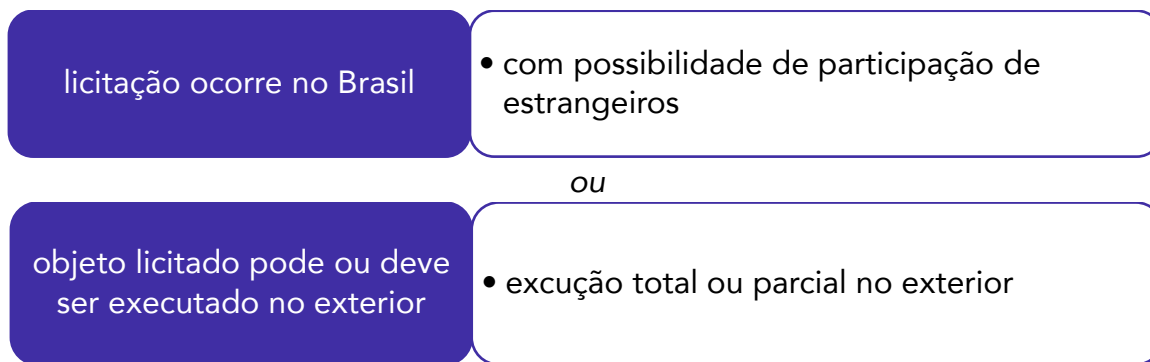 licitação ocorre no Brasil
• com possibilidade de participação de
estrangeiros
ou
objeto licitado pode ou deve
ser executado no exterior
• excução total ou parcial no exterior